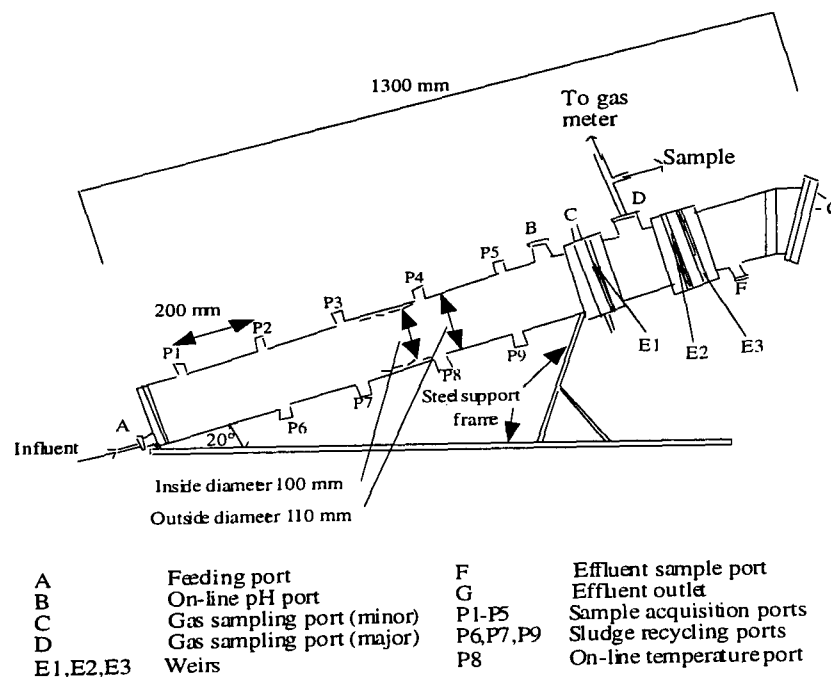 1300 mm
To gas
meter
Sample
D
C
B
P5
P4
P3
200 mm
P2
P1
F
E1
E2
E3
P9
P8
Steel support
frame
P7
P6
A
20°
Influent
Inside diameter 100 mm
Outside diameter 110 mm
A Feeding port
B On-line pH port
C Gas sampling port (minor)
D Gas sampling port (major)
E1,E2,E3 Weirs
F Effluent sample port
G Effluent outlet
P1-P5 Sample acquisition ports
P6,P7,P9 Sludge recycling ports
P8 On-line temperature port